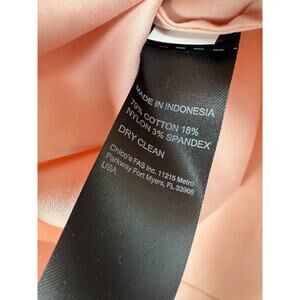 MADE IN INDONESIA
79% COTTON 18%
NYLON 3% SPANDEX
DRY CLEAN
Chico's FAS Inc. 11215 Metro
Parkway Fort Myers, FL 33966
USA